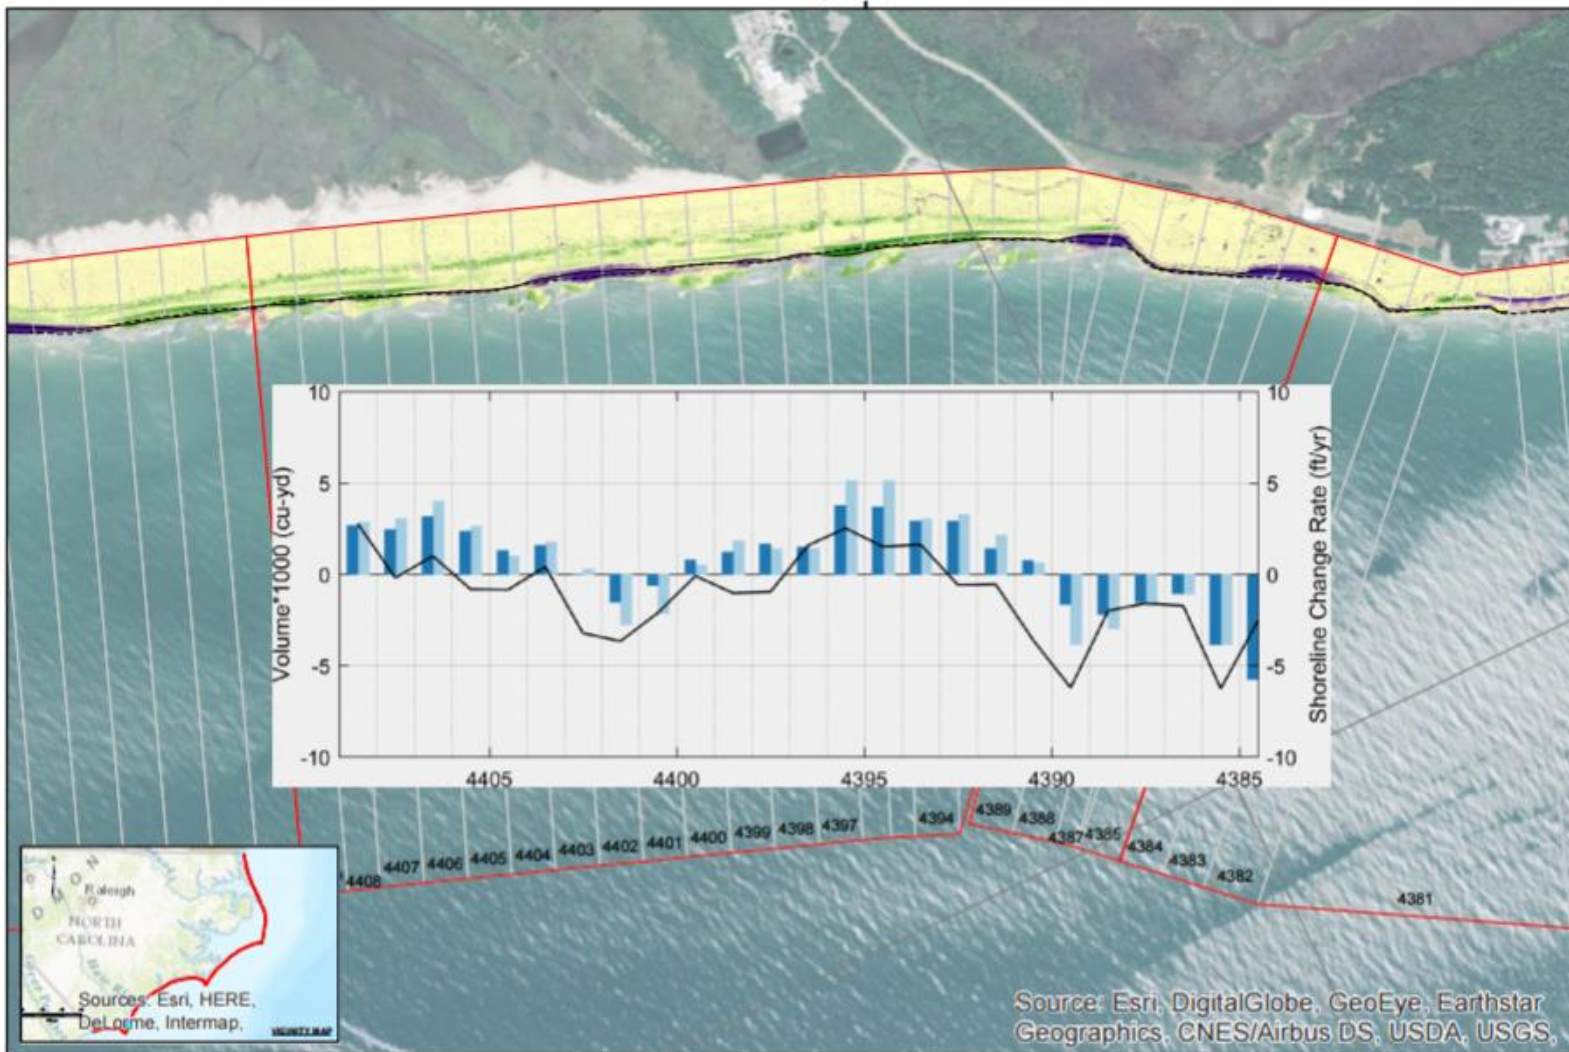 10
5
0
-5
-10
Volume*1000 (cu-yd)
10
5
0
-5
-10
Shoreline Change Rate (ft/yr)
4405 4400 4395 4390 4385
4408 4407 4406 4405 4404 4403 4402 4401 4400 4399 4398 4397 4394 4389 4388 4387 4385 4384 4383 4382 4381
Raleigh
NORTH
CAROLINA
Sources: Esri, HERE,
DeLorme, Intermap,
VICINITY MAP
Source: Esri, DigitalGlobe, GeoEye, Earthstar
Geographics, CNES/Airbus DS, USDA, USGS,